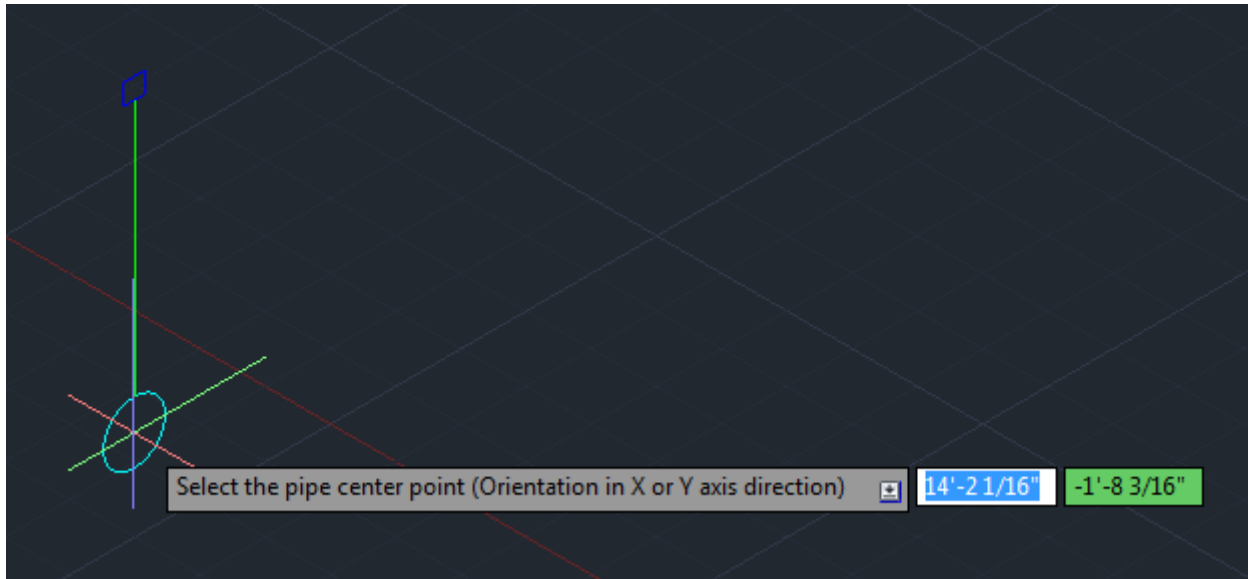 Select the pipe center point (Orientation in X or Y axis direction) 14'-2 1/16" -1'-8 3/16"